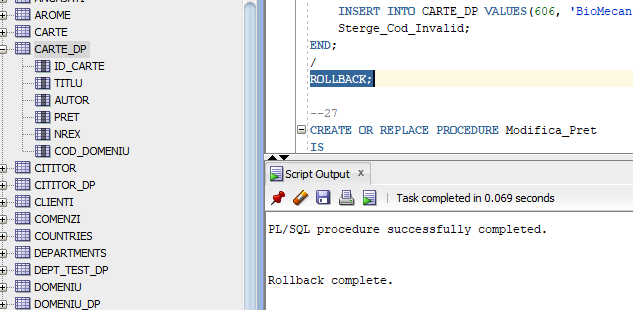 ANGAJATI
AROME
CARTE
CARTE_DP
ID_CARTE
TITLU
AUTOR
PRET
NREX
COD_DOMENIU
CITITOR
CITITOR_DP
CLIENTI
COMENZI
COUNTRIES
DEPARTMENTS
DEPT_TEST_DP
DOMENIU
DOMENIU_DP
INSERT INTO CARTE_DP VALUES(606, 'BioMecan
Sterge_Cod_Invalid;
END;
/
ROLLBACK;
--27
CREATE OR REPLACE PROCEDURE Modifica_Pret
IS
Script Output x
Task completed in 0.069 seconds
PL/SQL procedure successfully completed.
Rollback complete.